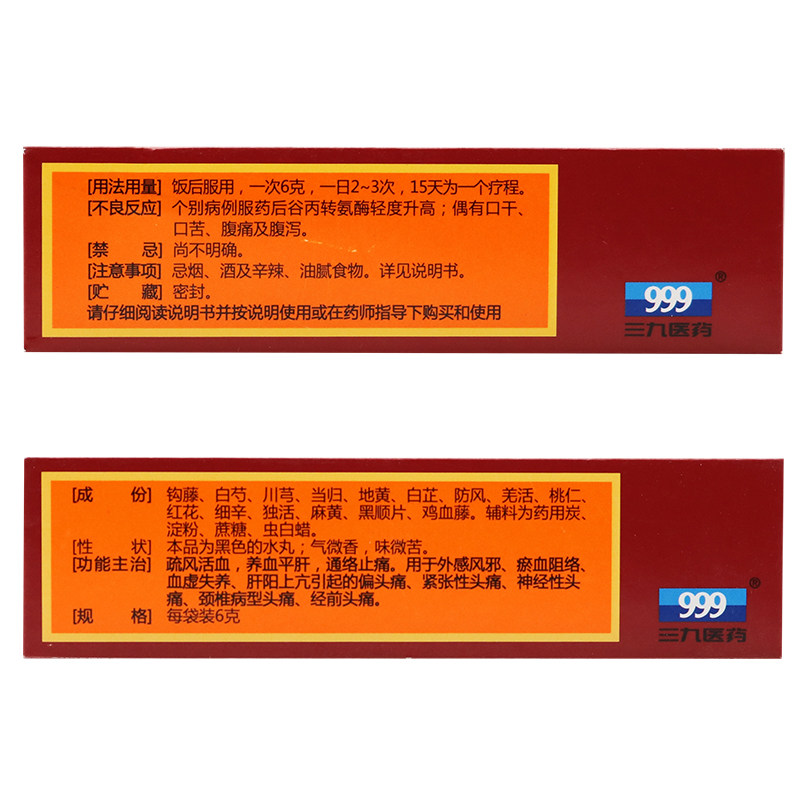 [用法用量] 饭后服用，一次6克，一日2~3次，15天为一个疗程。
[不良反应] 个别病例服药后谷丙转氨酶轻度升高；偶有口干、
口苦、腹痛及腹泻。
[禁 忌] 尚不明确。
[注意事项] 忌烟、酒及辛辣、油腻食物。详见说明书。
[贮 藏] 密封。
请仔细阅读说明书并按说明使用或在药师指导下购买和使用
999®
三九医药
[成 份] 钩藤、白芍、川芎、当归、地黄、白芷、防风、羌活、桃仁、
红花、细辛、独活、麻黄、黑顺片、鸡血藤。辅料为药用炭、
淀粉、蔗糖、虫白蜡。
[性 状] 本品为黑色的水丸；气微香，味微苦。
[功能主治] 疏风活血，养血平肝，通络止痛。用于外感风邪、瘀血阻络、
血虚失养、肝阳上亢引起的偏头痛、紧张性头痛、神经性头
痛、颈椎病型头痛、经前头痛。
[规 格] 每袋装6克
999®
三九医药